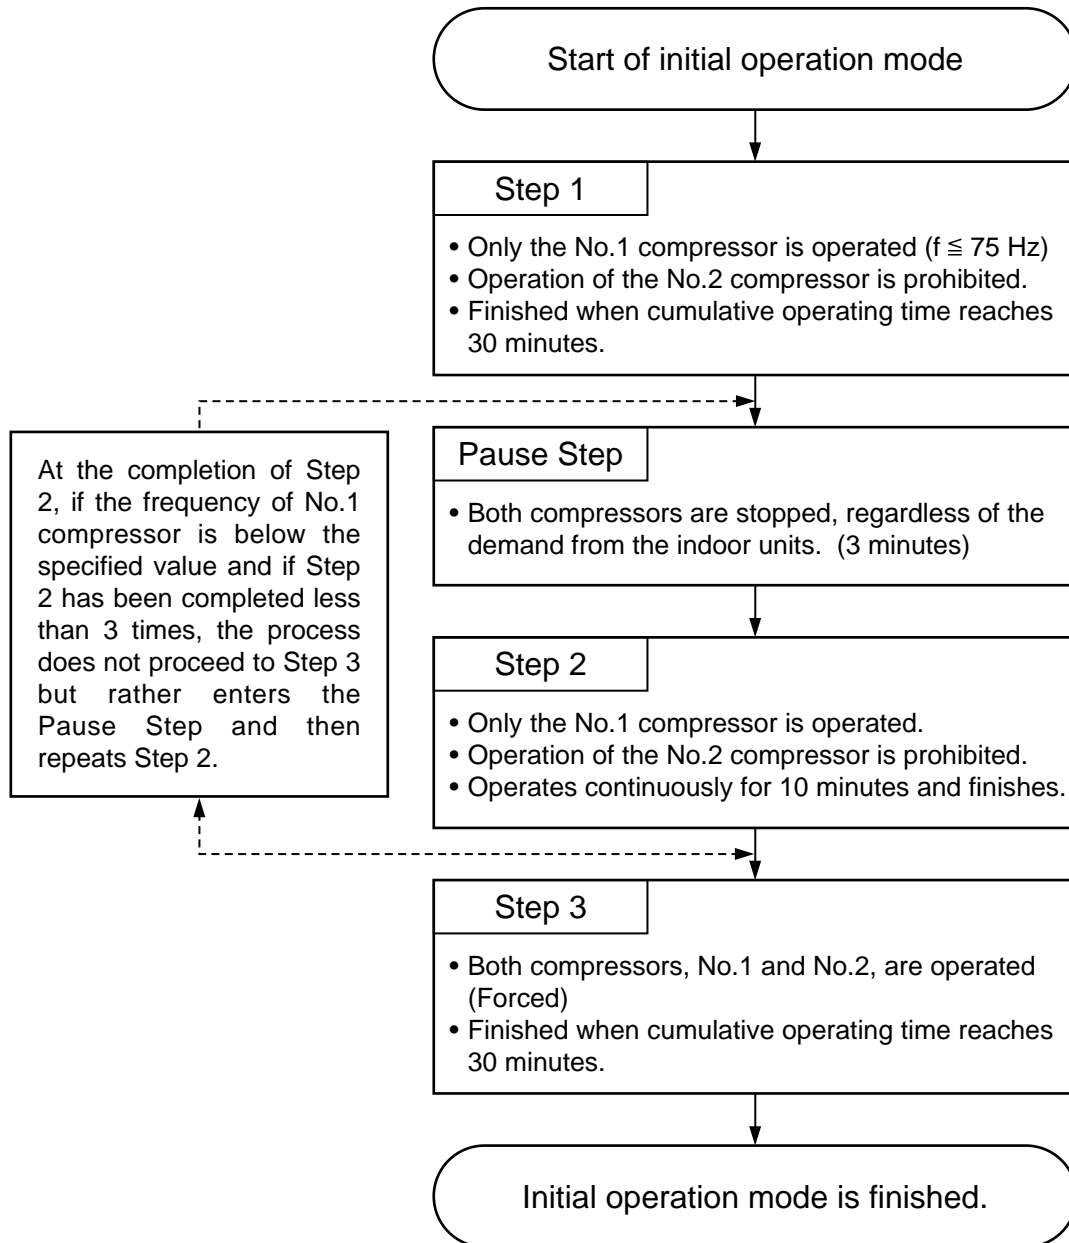 Start of initial operation mode
Step 1
• Only the No.1 compressor is operated (f ≦ 75 Hz)
• Operation of the No.2 compressor is prohibited.
• Finished when cumulative operating time reaches
30 minutes.
Pause Step
• Both compressors are stopped, regardless of the
demand from the indoor units. (3 minutes)
At the completion of Step
2, if the frequency of No.1
compressor is below the
specified value and if Step
2 has been completed less
than 3 times, the process
does not proceed to Step 3
but rather enters the
Pause Step and then
repeats Step 2.
Step 2
• Only the No.1 compressor is operated.
• Operation of the No.2 compressor is prohibited.
• Operates continuously for 10 minutes and finishes.
Step 3
• Both compressors, No.1 and No.2, are operated
(Forced)
• Finished when cumulative operating time reaches
30 minutes.
Initial operation mode is finished.